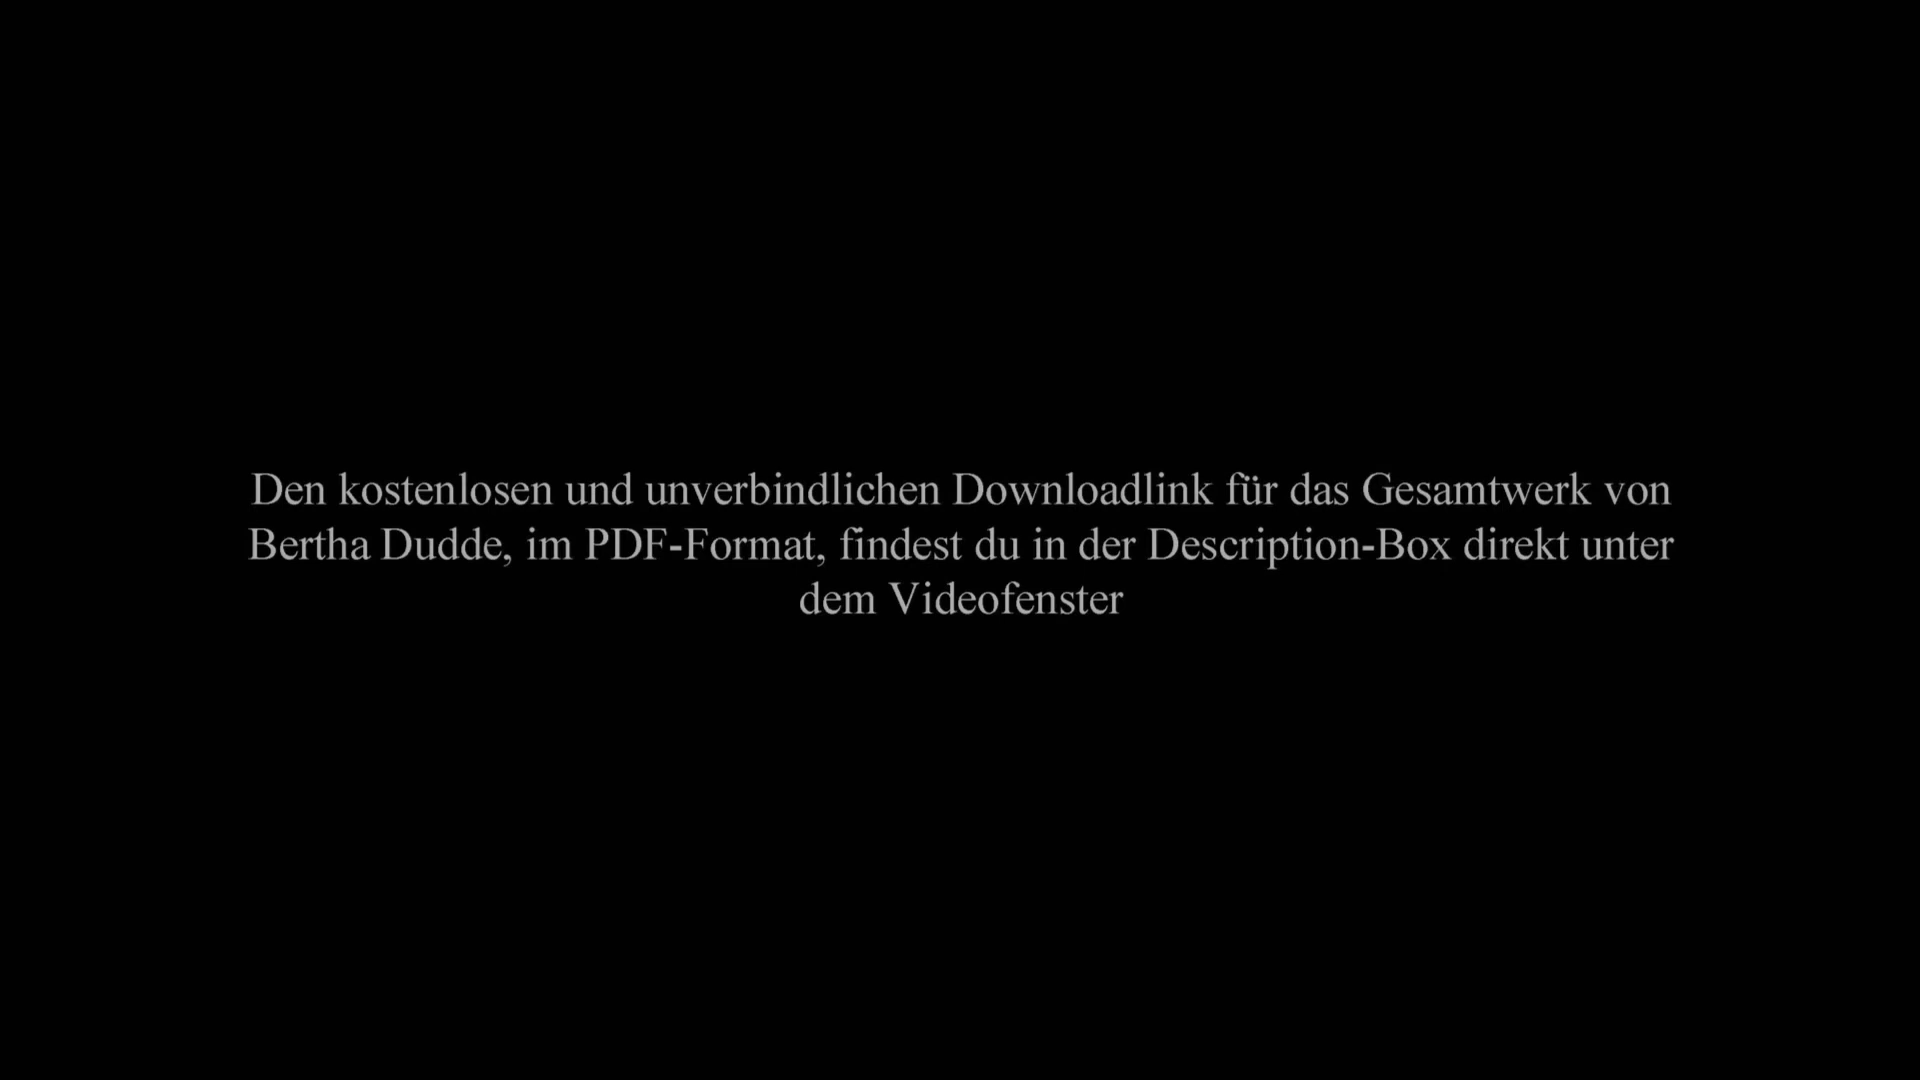 Den kostenlosen und unverbindlichen Downloadlink für das Gesamtwerk von
Bertha Dudde, im PDF-Format, findest du in der Description-Box direkt unter
dem Videofenster